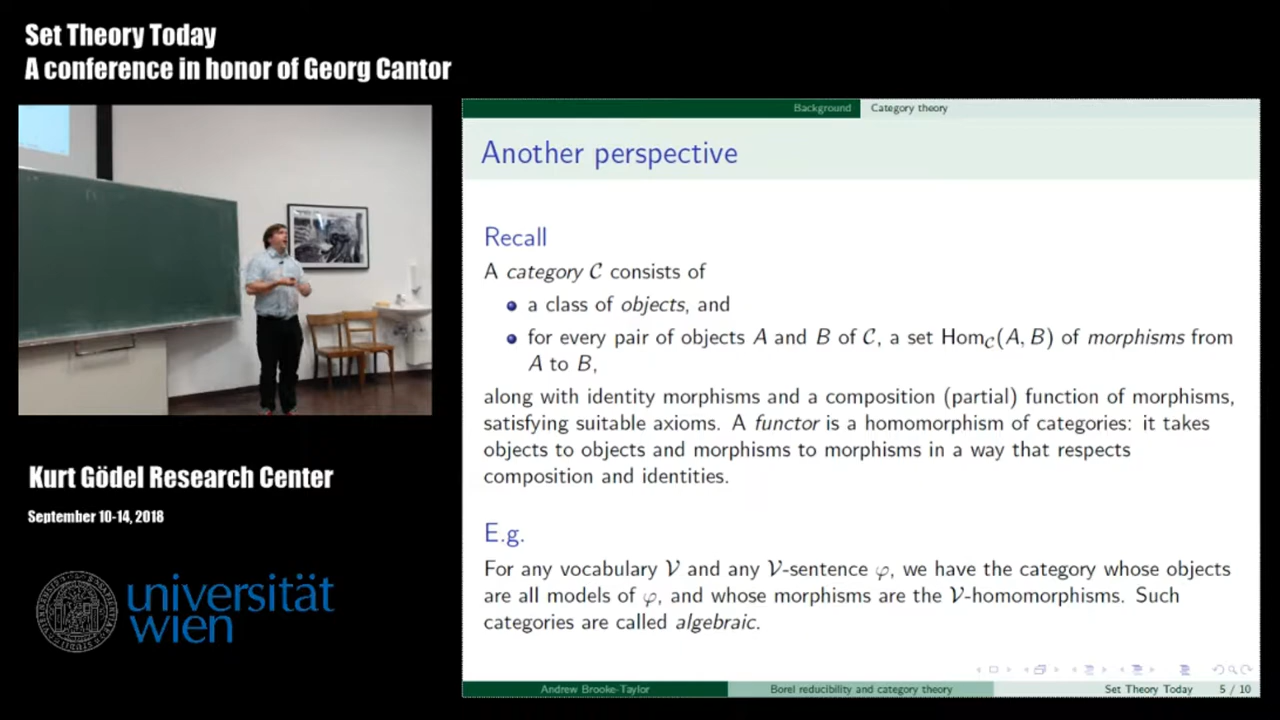 Set Theory Today
A conference in honor of Georg Cantor
Background Category theory
Another perspective
Recall
A category C consists of
a class of objects, and
for every pair of objects A and B of C, a set Hom_C(A, B) of morphisms from
A to B,
along with identity morphisms and a composition (partial) function of morphisms,
satisfying suitable axioms. A functor is a homomorphism of categories: it takes
objects to objects and morphisms to morphisms in a way that respects
composition and identities.
E.g.
For any vocabulary V and any V-sentence φ, we have the category whose objects
are all models of φ, and whose morphisms are the V-homomorphisms. Such
categories are called algebraic.
Andrew Brooke-Taylor Borel reducibility and category theory Set Theory Today 5 / 10
Kurt Gödel Research Center
September 10-14, 2018
universität
wien